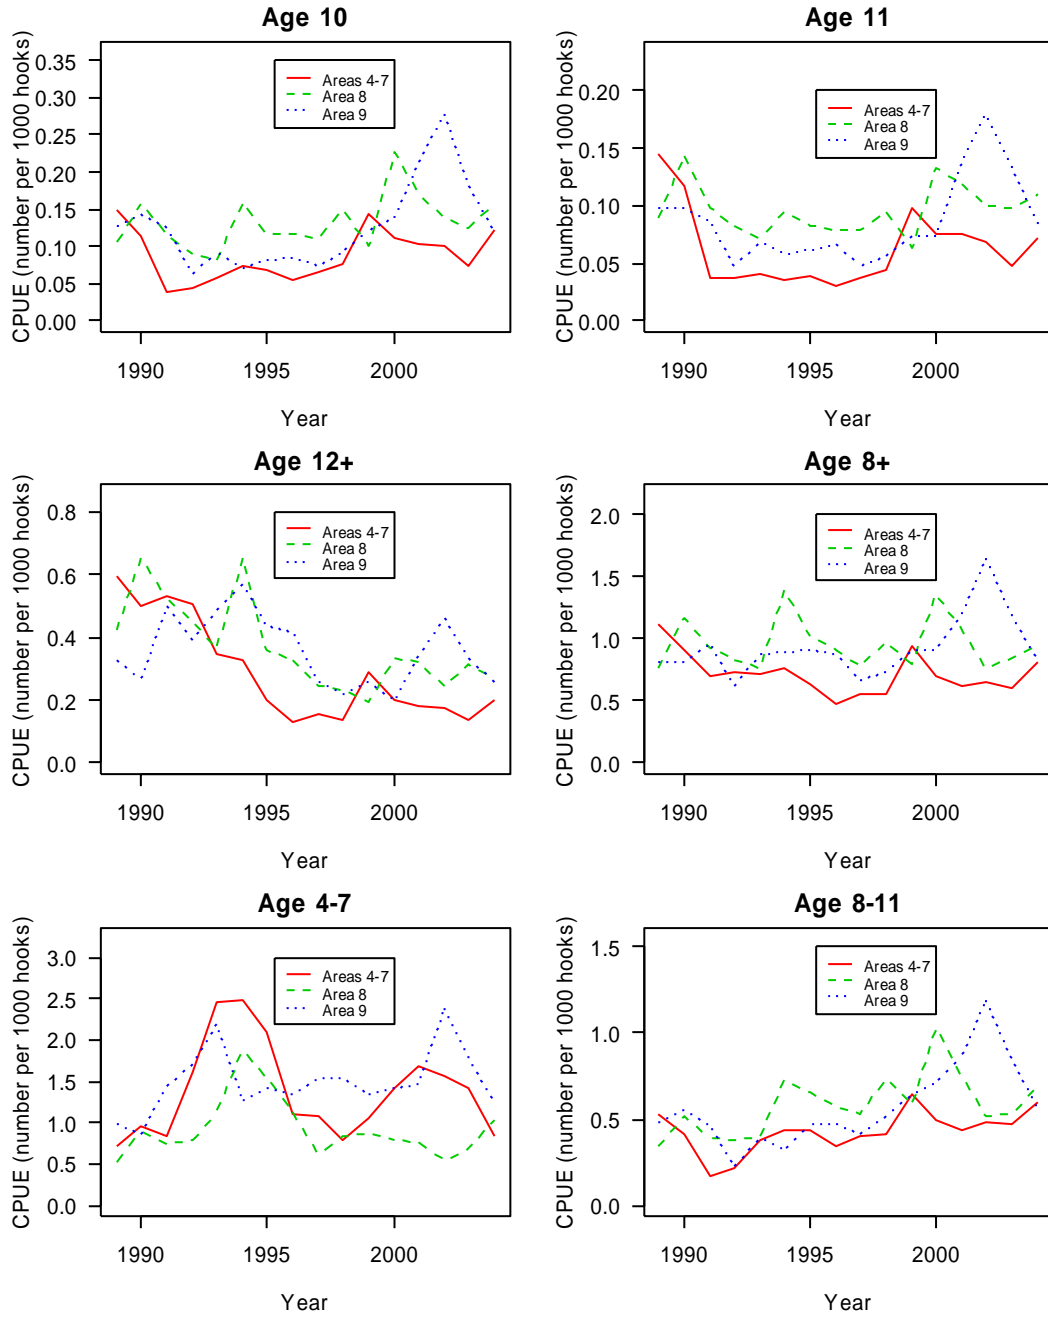 Age 10
CPUE (number per 1000 hooks)
0.35
0.30
0.25
0.20
0.15
0.10
0.05
0.00
Areas 4-7
Area 8
Area 9
1990
1995
2000
Year
Age 11
CPUE (number per 1000 hooks)
0.20
0.15
0.10
0.05
0.00
Areas 4-7
Area 8
Area 9
1990
1995
2000
Age 12+
CPUE (number per 1000 hooks)
0.8
0.6
0.4
0.2
0.0
Areas 4-7
Area 8
Area 9
1990
1995
2000
Year
Year
Age 8+
CPUE (number per 1000 hooks)
2.0
1.5
1.0
0.5
0.0
Areas 4-7
Area 8
Area 9
1990
1995
2000
Year
Age 4-7
CPUE (number per 1000 hooks)
3.0
2.5
2.0
1.5
1.0
0.5
0.0
Areas 4-7
Area 8
Area 9
1990
1995
2000
Year
Age 8-11
CPUE (number per 1000 hooks)
1.5
1.0
0.5
0.0
Areas 4-7
Area 8
Area 9
1990
1995
2000
Year